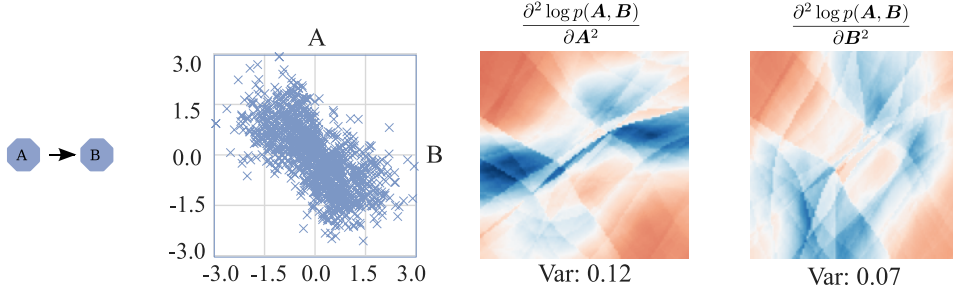 A
B
A
B
3.0
1.5
0.0
-1.5
-3.0
-3.0 -1.5 0.0 1.5 3.0
∂² log p(A, B)
∂A²
Var: 0.12
∂² log p(A, B)
∂B²
Var: 0.07